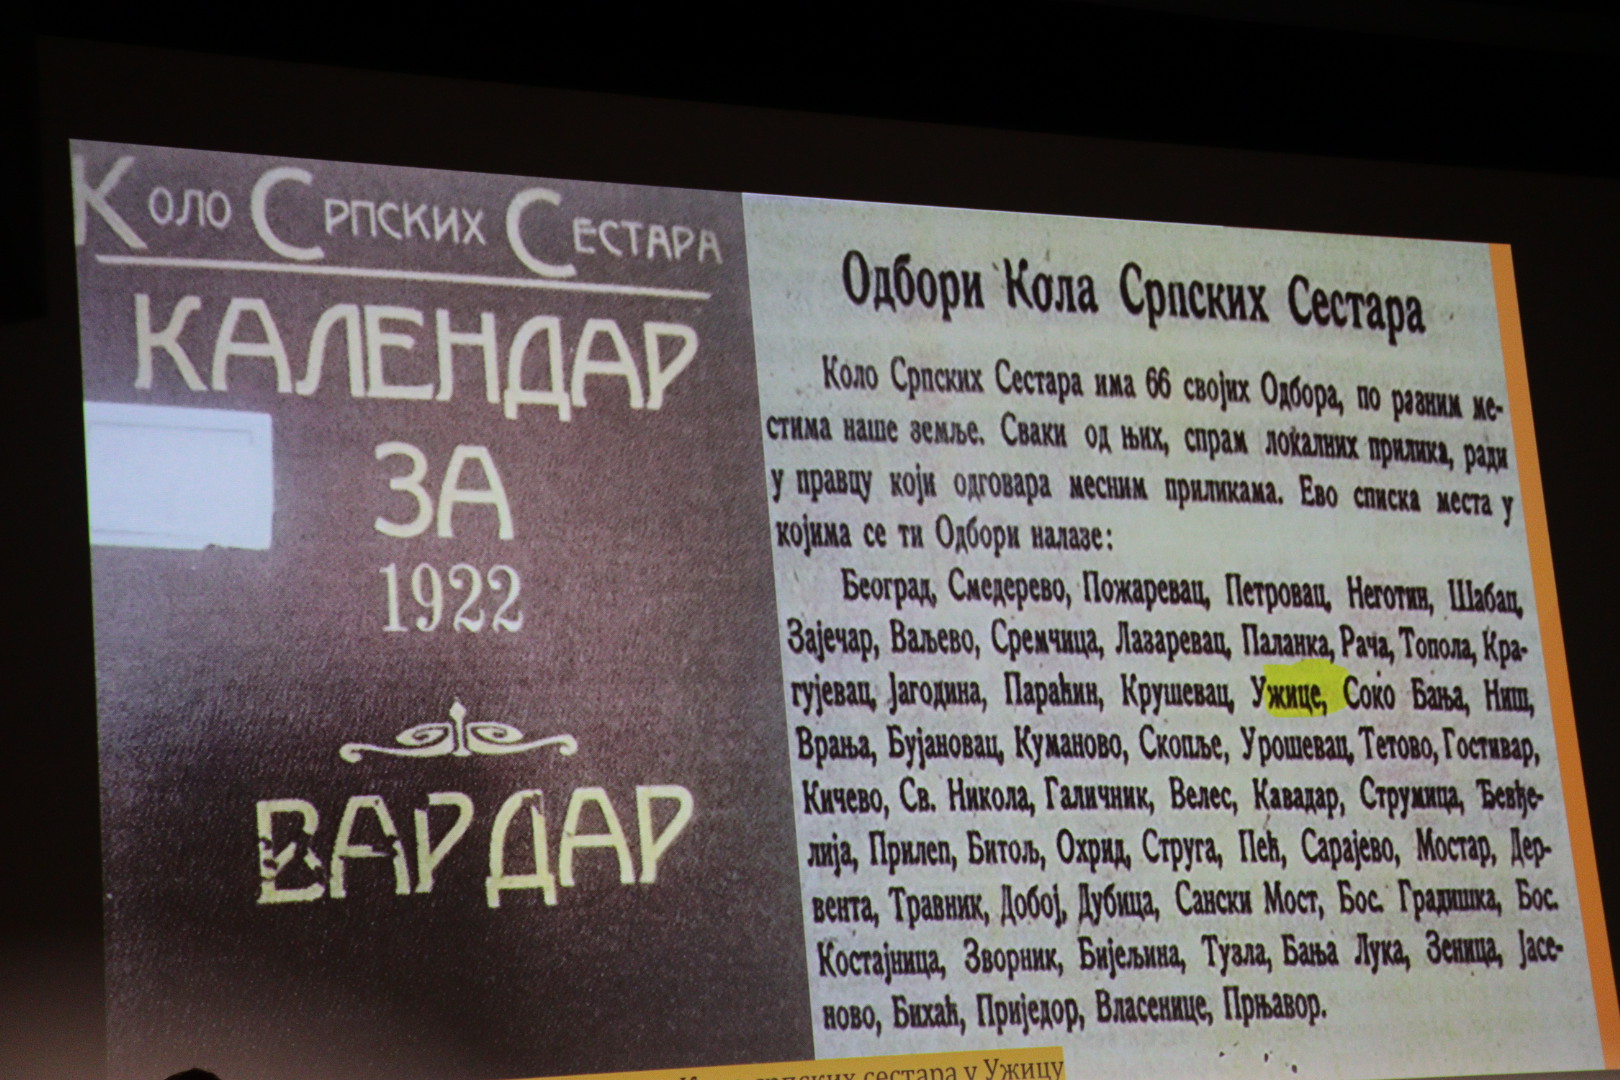 Коло Српских Сестара
КАЛЕНДАР
ЗА
1922
ВАРДАР
Одбори Кола Српских Сестара
Коло Српских Сестара има 66 својих Одбора, по разним ме-
стима наше земље. Сваки од њих, спрам локалних прилика, ради
у правцу који одговара месним приликама. Ево списка места у
којима се ти Одбори налазе:
Београд, Смедерево, Пожаревац, Петровац, Неготин, Шабац,
Зајечар, Ваљево, Сремчица, Лазаревац, Паланка, Рача, Топола, Кра-
гујевац, Јагодина, Параћин, Крушевац, Ужице, Соко Бања, Ниш,
Врања, Бујановац, Куманово, Скопље, Урошевац, Тетово, Гостивар,
Кичево, Св. Никола, Галичник, Велес, Кавадар, Струмица, Ђевђе-
лија, Прилеп, Битољ, Охрид, Струга, Пећ, Сарајево, Мостар, Дер-
вента, Травник, Добој, Дубица, Сански Мост, Бос. Градишка, Бос.
Костајница, Зворник, Бијељина, Тузла, Бања Лука, Зеница, Јасе-
ново, Бихаћ, Приједор, Власенице, Прњавор.
српских сестара у Ужицу